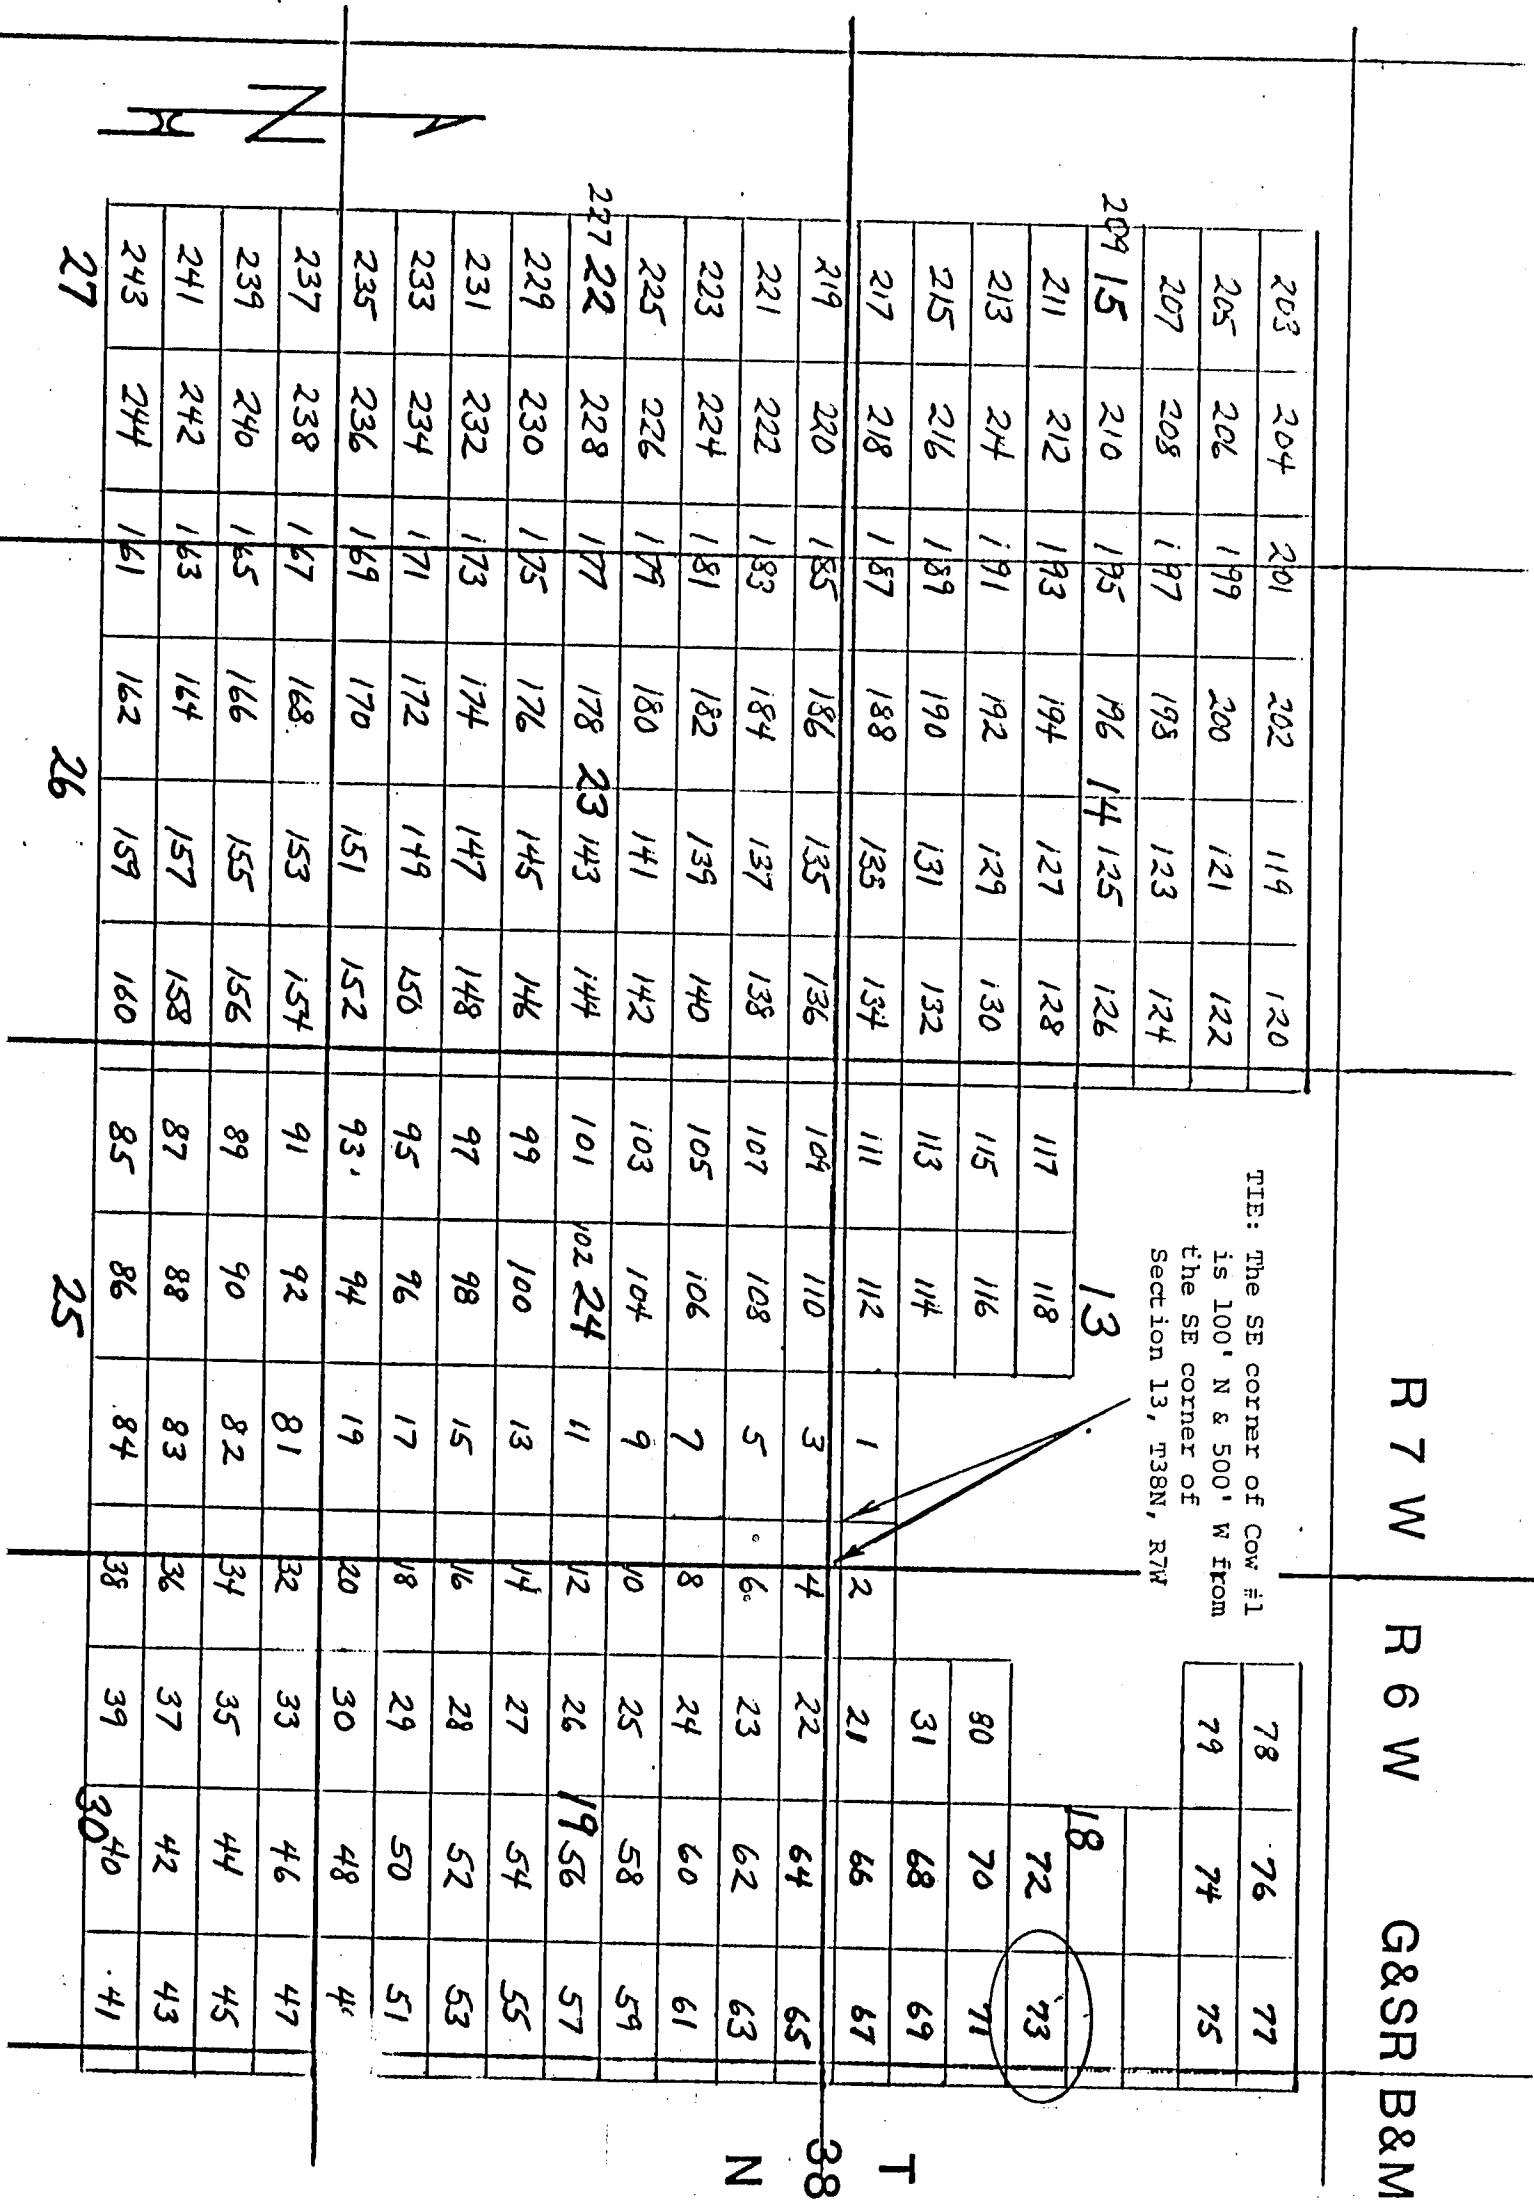 R 7 W R 6 W G&SR B&M
TIE: The SE corner of Cow #1
is 100' N & 500' W from
the SE corner of
Section 13, T38N, R7W
203 204 201 202 119 120 78 76 77
205 206 199 200 121 122 79 74 75
207 208 197 198 123 124
209 15 210 195 196 14 125 126 13 18
211 212 193 194 127 128 117 118 72 73
213 214 191 192 129 130 115 116 80 70 71
215 216 189 190 131 132 113 114 31 68 69
217 218 187 188 133 134 111 112 1 2 21 66 67 T
219 220 185 186 135 136 109 110 3 4 22 64 65 38
221 222 183 184 137 138 107 108 5 6 23 62 63 N
223 224 181 182 139 140 105 106 7 8 24 60 61
225 226 179 180 141 142 103 104 9 10 25 58 59
227 22 228 177 178 23 143 144 101 102 24 11 12 26 19 56 57
229 230 175 176 145 146 99 100 13 14 27 54 55
231 232 173 174 147 148 97 98 15 16 28 52 53
233 234 171 172 149 150 95 96 17 18 29 50 51
235 236 169 170 151 152 93 94 19 20 30 48
237 238 167 168 153 154 91 92 81 32 33 46 47
239 240 165 166 155 156 89 90 82 34 35 44 45
241 242 163 164 157 158 87 88 83 36 37 42 43
243 244 161 162 159 160 85 86 84 38 39 30 40 41
27 26 25
N